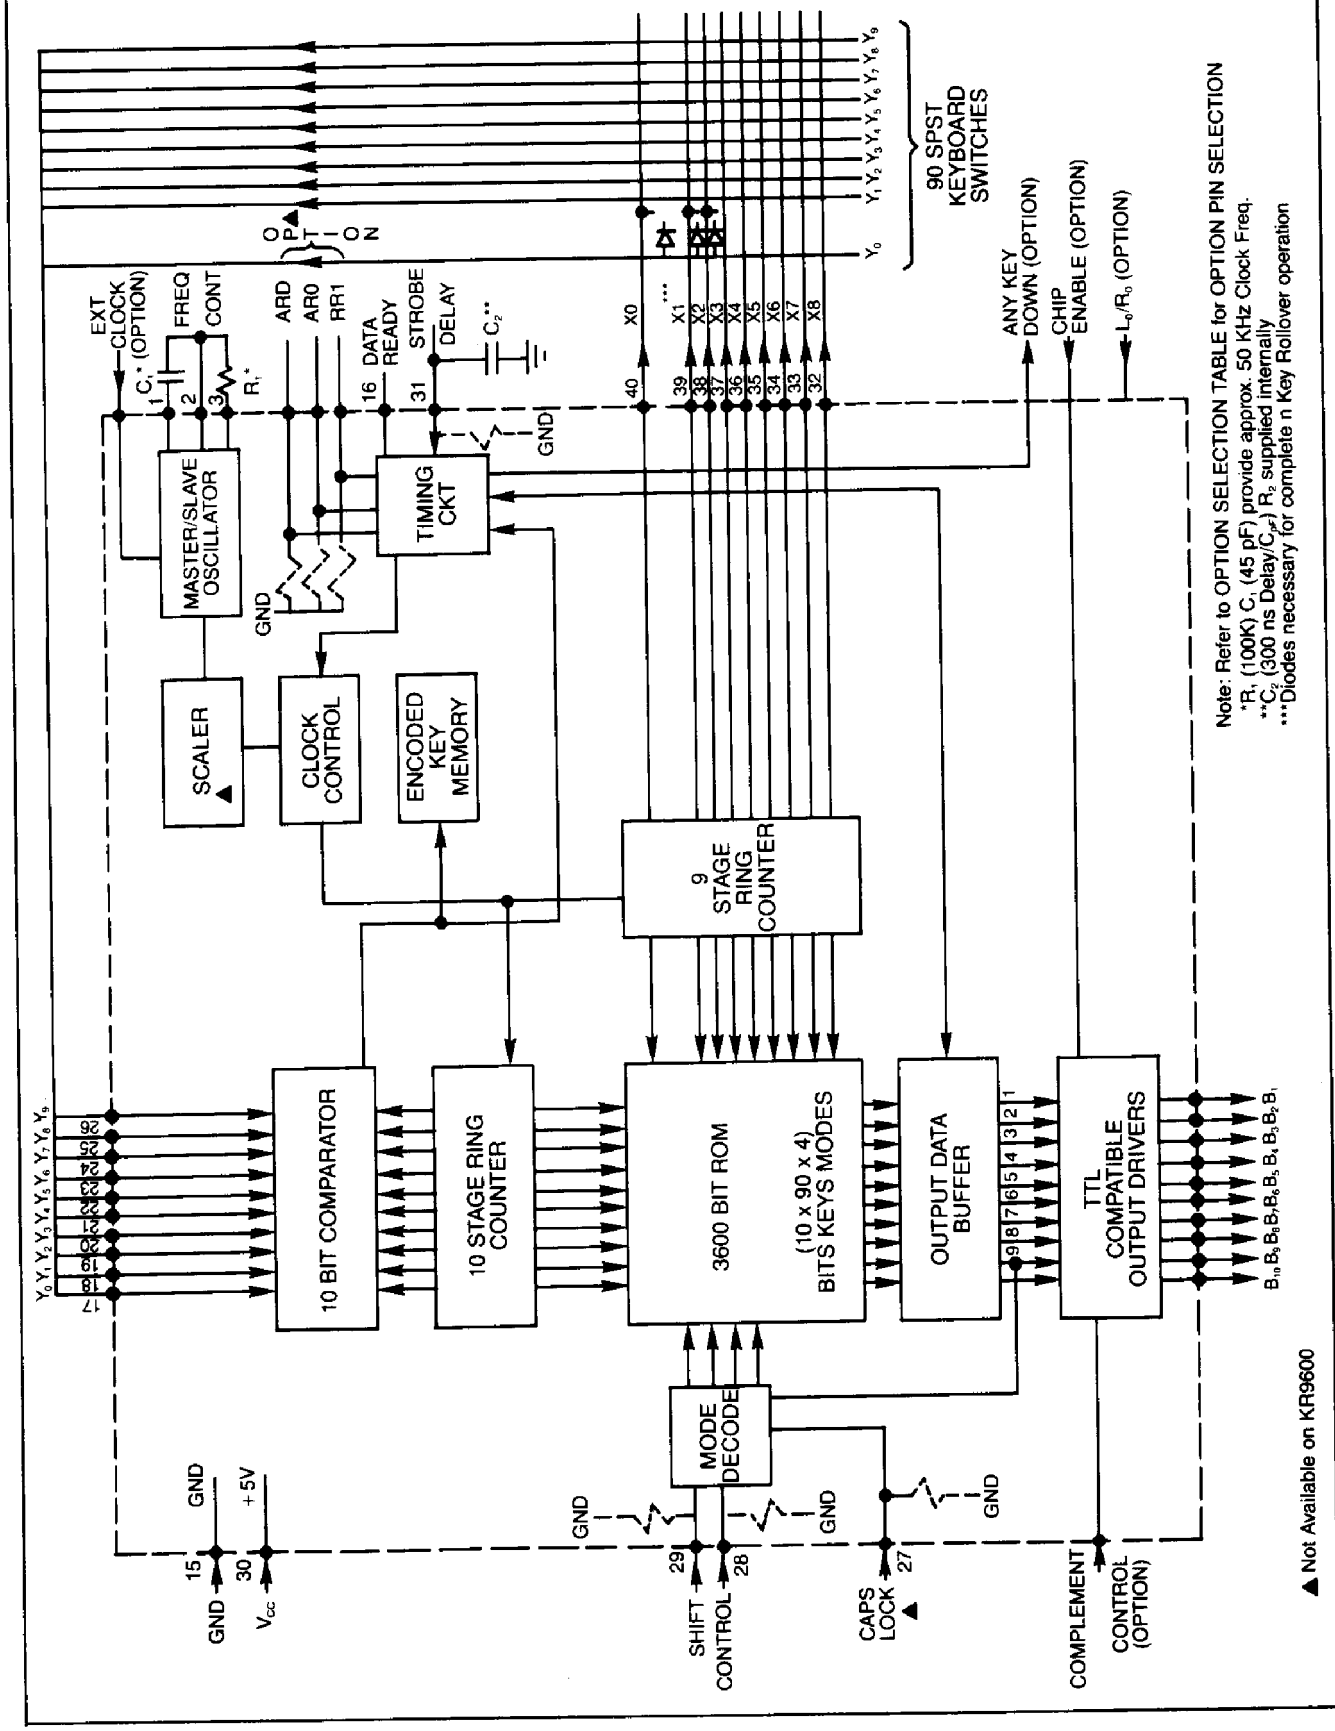 Y₀ Y₁ Y₂ Y₃ Y₄ Y₅ Y₆ Y₇ Y₈ Y₉
17 18 19 20 21 22 23 24 25 26
EXT
CLOCK
(OPTION)
C₁*
1
2
3
FREQ
CONT
R₁*
MASTER/SLAVE
OSCILLATOR
SCALER
▲
CLOCK
CONTROL
ENCODED
KEY
MEMORY
GND
ARD
AR0
RR1
OPTION
▲
16
DATA
READY
31
STROBE
DELAY
C₂**
TIMING
CKT
GND
GND 15 GND
Vcc 30 +5V
10 BIT COMPARATOR
10 STAGE RING
COUNTER
9
STAGE
RING
COUNTER
40 X0
39 X1
38 X2
37 X3
36 X4
35 X5
34 X6
33 X7
32 X8
***
Y₀ Y₁ Y₂ Y₃ Y₄ Y₅ Y₆ Y₇ Y₈ Y₉
90 SPST
KEYBOARD
SWITCHES
SHIFT 29
CONTROL 28
GND
GND
MODE
DECODE
3600 BIT ROM
(10 x 90 x 4)
BITS KEYS MODES
CAPS
LOCK
▲
27
GND
OUTPUT DATA
BUFFER
9 8 7 6 5 4 3 2 1
ANY KEY
DOWN (OPTION)
CHIP
ENABLE (OPTION)
L₀/R₀ (OPTION)
COMPLEMENT
CONTROL
(OPTION)
TTL
COMPATIBLE
OUTPUT DRIVERS
B₁₀ B₉ B₈ B₇ B₆ B₅ B₄ B₃ B₂ B₁
Note: Refer to OPTION SELECTION TABLE for OPTION PIN SELECTION
*R₁ (100K) C₁ (45 pF) provide approx. 50 KHz Clock Freq.
**C₂ (300 ns Delay/C pF) R₂ supplied internally
***Diodes necessary for complete n Key Rollover operation
▲ Not Available on KR9600